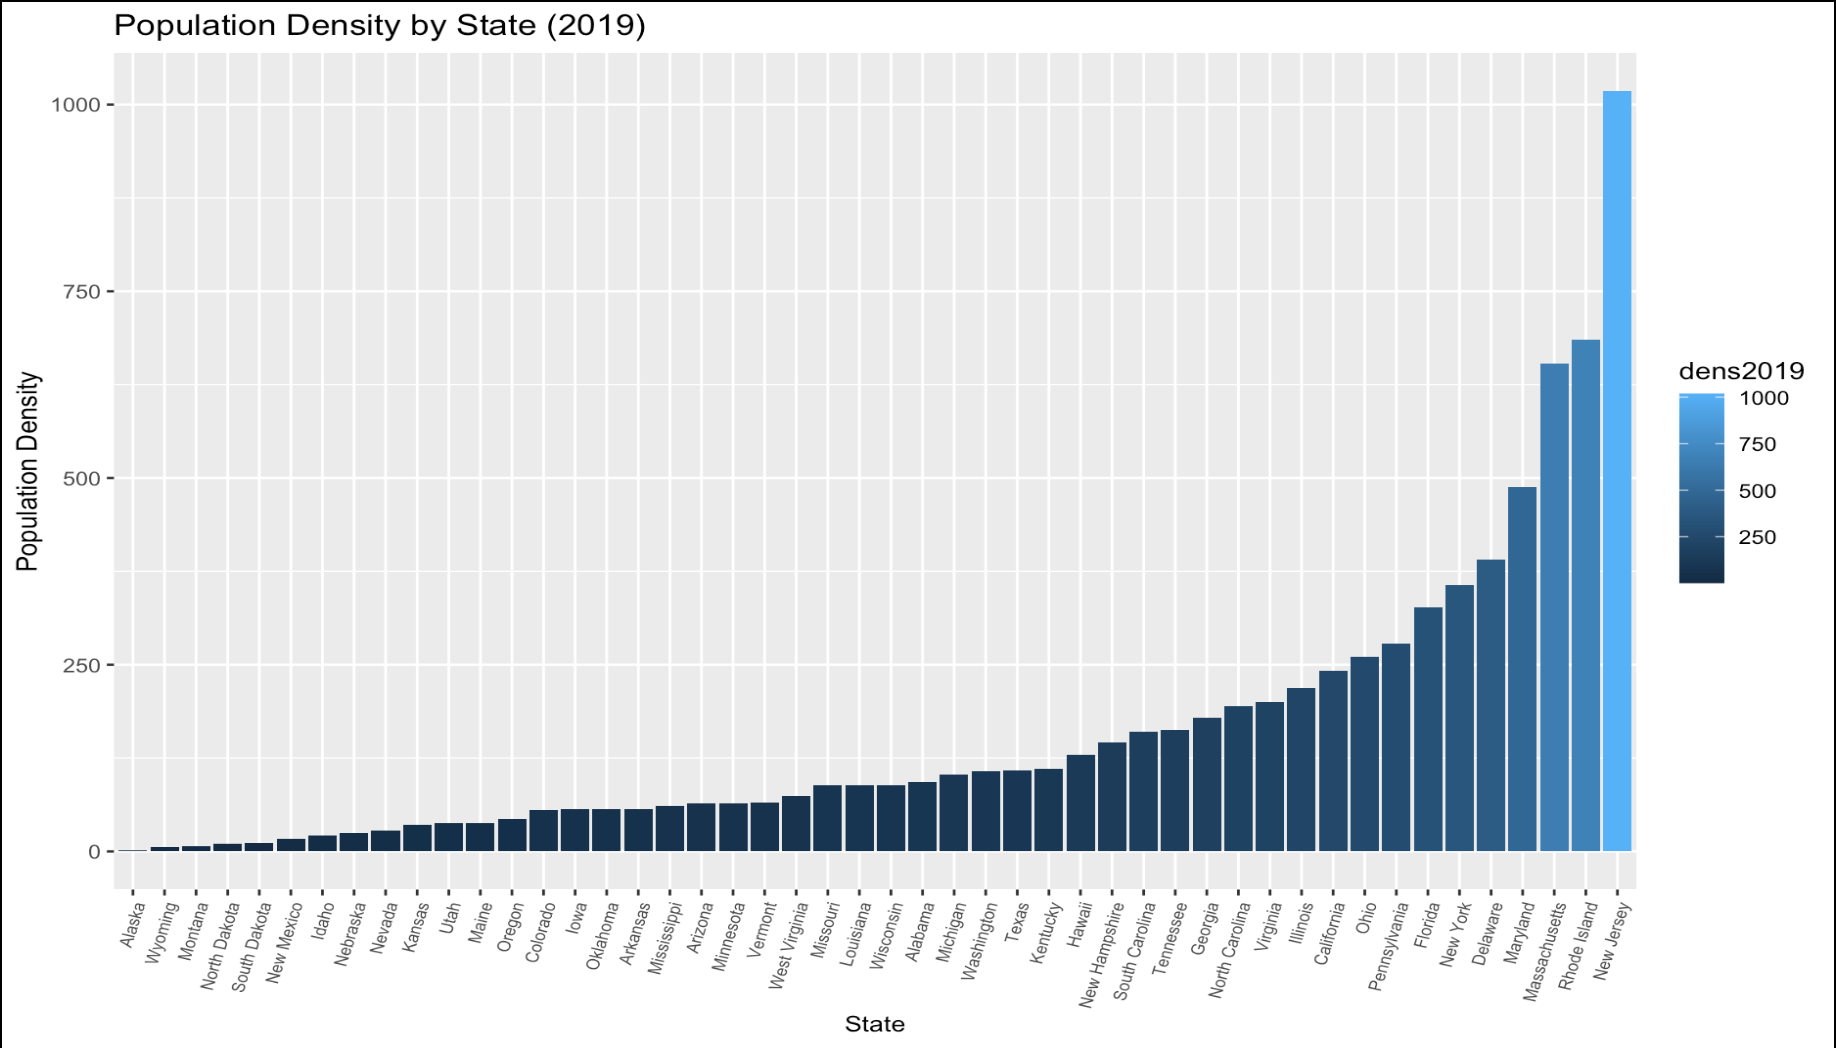 Population Density by State (2019)
1000
750
500
250
0
Population Density
Alaska
Wyoming
Montana
North Dakota
South Dakota
New Mexico
Idaho
Nebraska
Nevada
Kansas
Utah
Maine
Oregon
Colorado
Iowa
Oklahoma
Arkansas
Mississippi
Arizona
Minnesota
Vermont
West Virginia
Missouri
Louisiana
Wisconsin
Alabama
Michigan
Washington
Texas
Kentucky
Hawaii
New Hampshire
South Carolina
Tennessee
Georgia
North Carolina
Virginia
Illinois
California
Ohio
Pennsylvania
Florida
New York
Delaware
Maryland
Massachusetts
Rhode Island
New Jersey
State
dens2019
1000
750
500
250